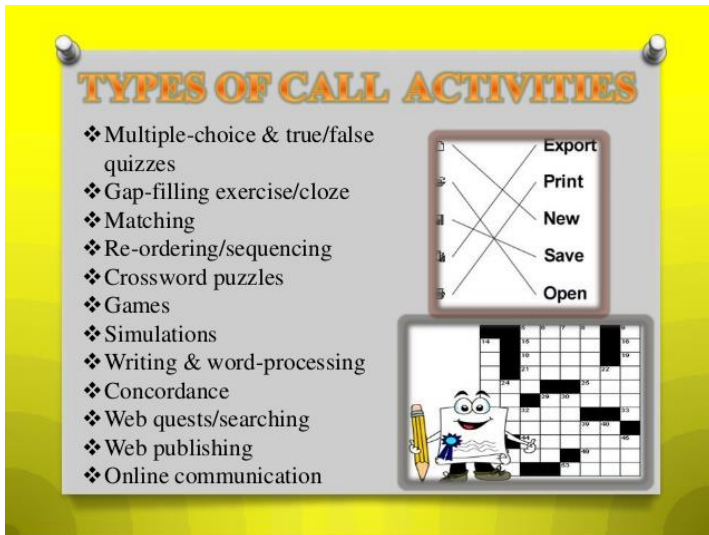 TYPES OF CALL ACTIVITIES
❖Multiple-choice & true/false
quizzes
❖Gap-filling exercise/cloze
❖Matching
❖Re-ordering/sequencing
❖Crossword puzzles
❖Games
❖Simulations
❖Writing & word-processing
❖Concordance
❖Web quests/searching
❖Web publishing
❖Online communication
Export
Print
New
Save
Open